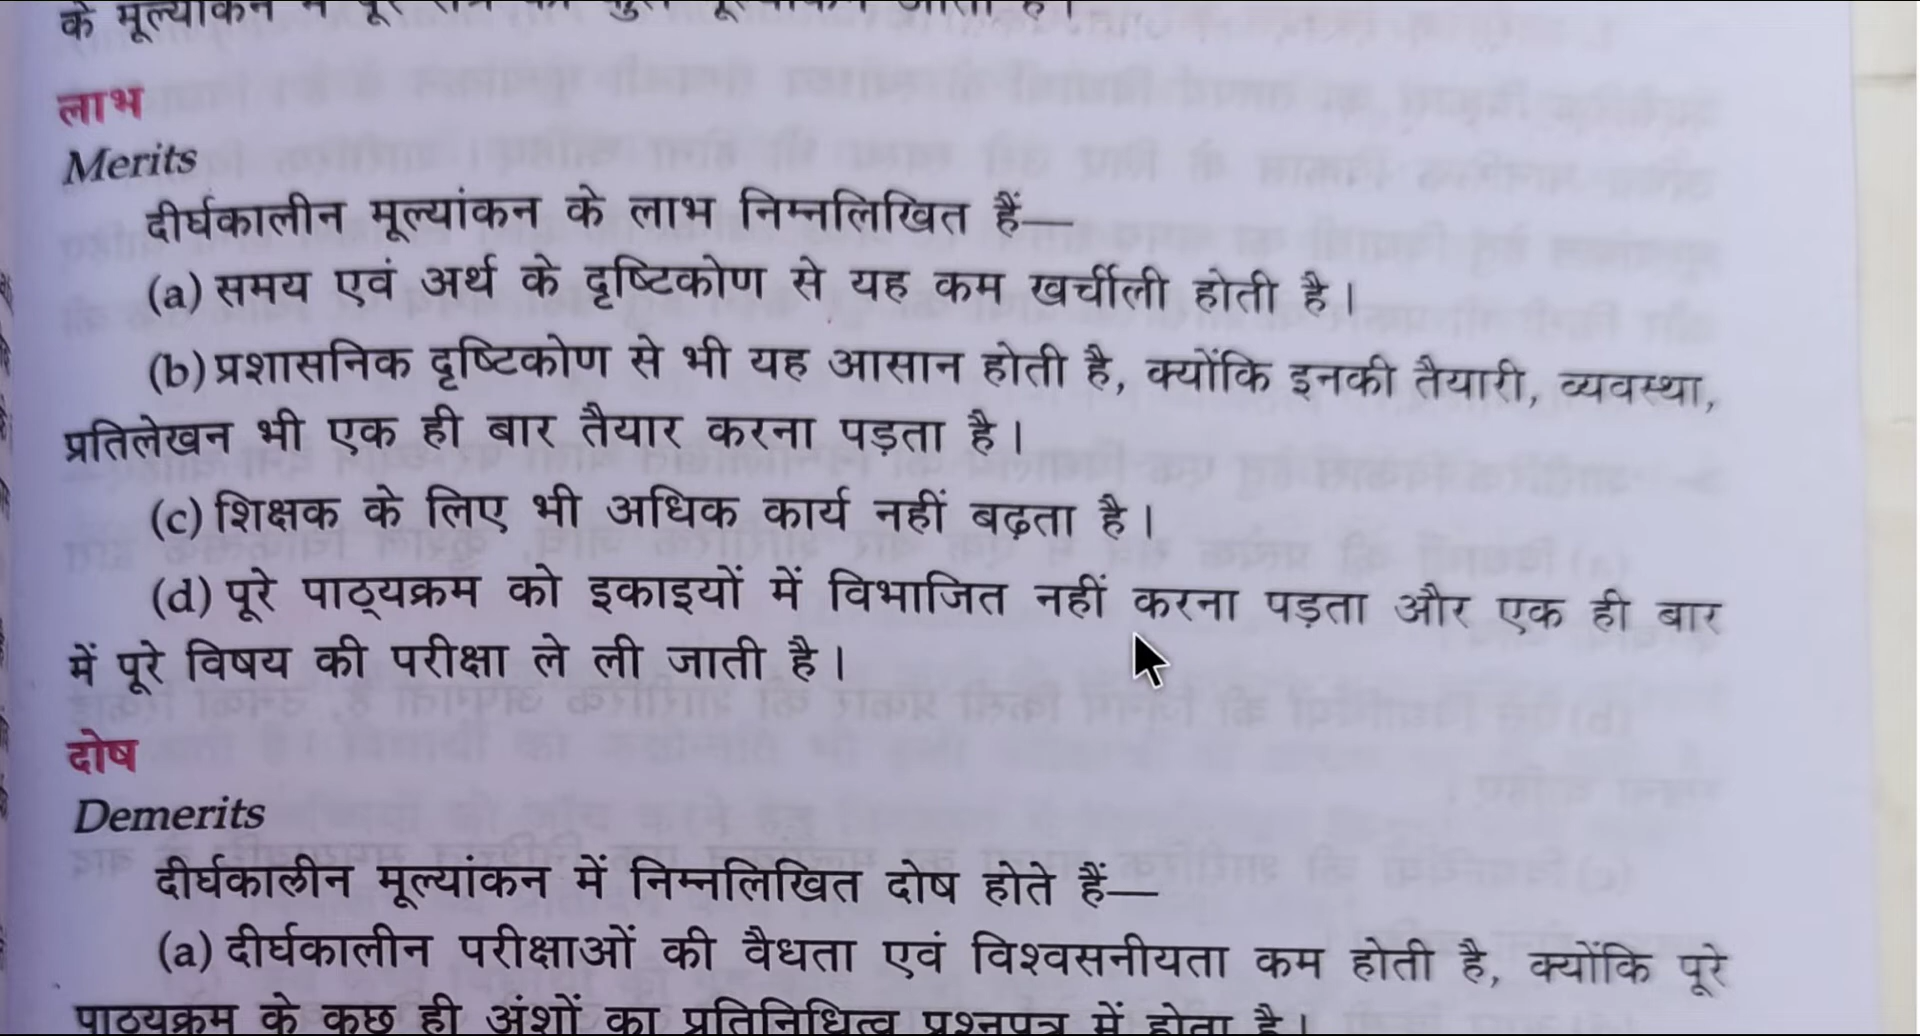 के मूल्यांकन
लाभ
Merits
दीर्घकालीन मूल्यांकन के लाभ निम्नलिखित हैं—
(a) समय एवं अर्थ के दृष्टिकोण से यह कम खर्चीली होती है।
(b) प्रशासनिक दृष्टिकोण से भी यह आसान होती है, क्योंकि इनकी तैयारी, व्यवस्था,
प्रतिलेखन भी एक ही बार तैयार करना पड़ता है।
(c) शिक्षक के लिए भी अधिक कार्य नहीं बढ़ता है।
(d) पूरे पाठ्यक्रम को इकाइयों में विभाजित नहीं करना पड़ता और एक ही बार
में पूरे विषय की परीक्षा ले ली जाती है।
दोष
Demerits
दीर्घकालीन मूल्यांकन में निम्नलिखित दोष होते हैं—
(a) दीर्घकालीन परीक्षाओं की वैधता एवं विश्वसनीयता कम होती है, क्योंकि पूरे
पाठ्यक्रम के कुछ ही अंशों का प्रतिनिधित्व प्रश्नपत्र में होता है।